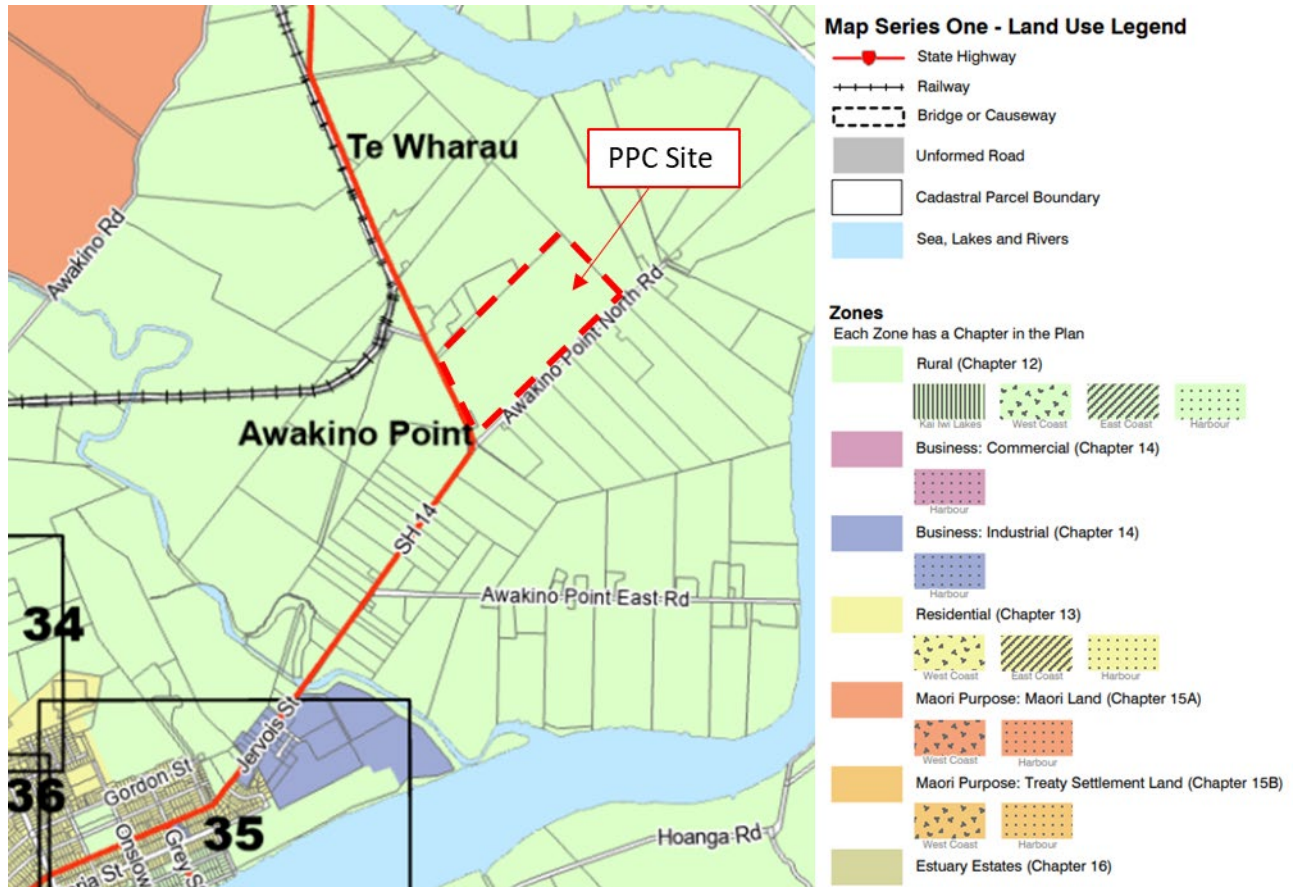 Te Wharau
PPC Site
Awakino Rd
Awakino Point North Rd
Awakino Point
SH 14
Awakino Point East Rd
34
Jervois St
Gordon St
36
35
Onslow
Grey S
ria St
Hoanga Rd
Map Series One - Land Use Legend
State Highway
Railway
Bridge or Causeway
Unformed Road
Cadastral Parcel Boundary
Sea, Lakes and Rivers
Zones
Each Zone has a Chapter in the Plan
Rural (Chapter 12)
Kai Iwi Lakes West Coast East Coast Harbour
Business: Commercial (Chapter 14)
Harbour
Business: Industrial (Chapter 14)
Harbour
Residential (Chapter 13)
West Coast East Coast Harbour
Maori Purpose: Maori Land (Chapter 15A)
West Coast Harbour
Maori Purpose: Treaty Settlement Land (Chapter 15B)
West Coast Harbour
Estuary Estates (Chapter 16)